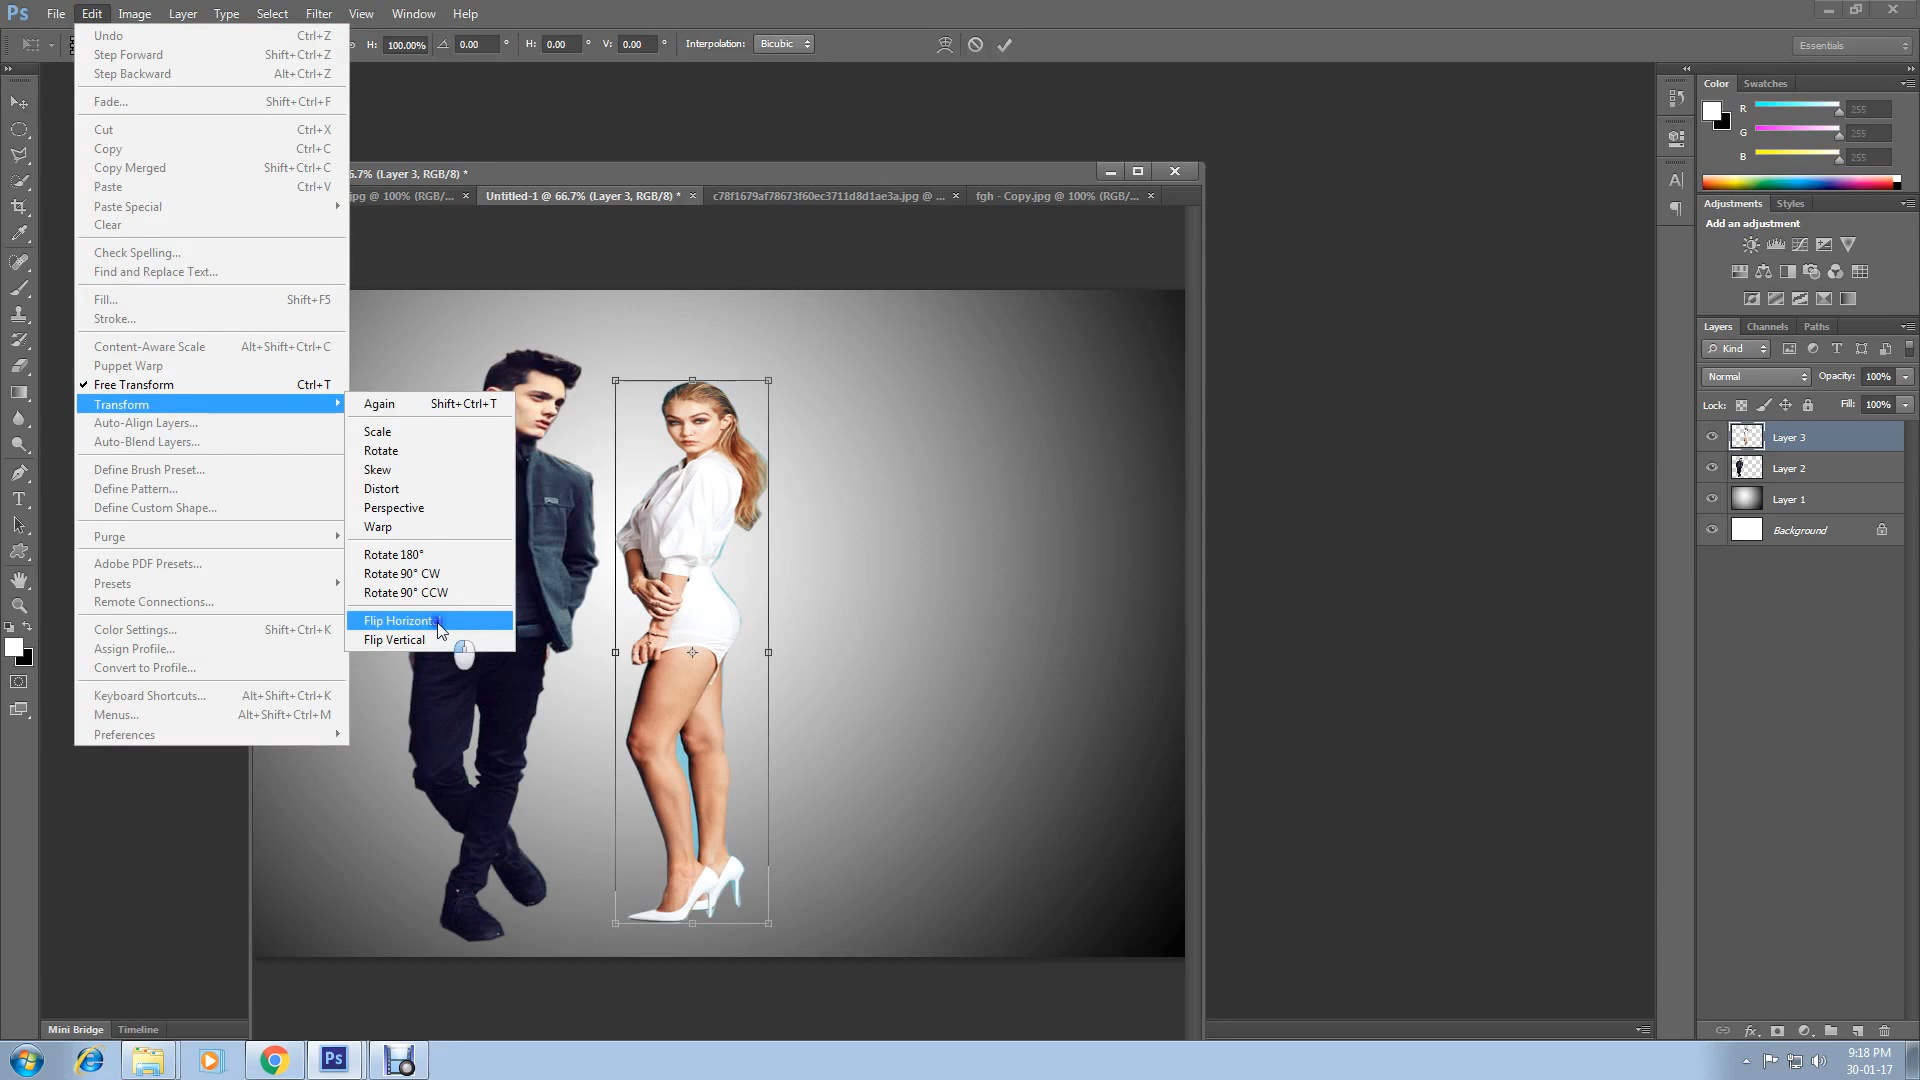 Ps File Edit Image Layer Type Select Filter View Window Help
H: 100.00% 0.00 ° H: 0.00 ° V: 0.00 ° Interpolation: Bicubic Essentials
Undo Ctrl+Z
Step Forward Shift+Ctrl+Z
Step Backward Alt+Ctrl+Z
Fade... Shift+Ctrl+F
Cut Ctrl+X
Copy Ctrl+C
Copy Merged Shift+Ctrl+C
Paste Ctrl+V
Paste Special
Clear
Check Spelling...
Find and Replace Text...
Fill... Shift+F5
Stroke...
Content-Aware Scale Alt+Shift+Ctrl+C
Puppet Warp
Free Transform Ctrl+T
Transform
Auto-Align Layers...
Auto-Blend Layers...
Define Brush Preset...
Define Pattern...
Define Custom Shape...
Purge
Adobe PDF Presets...
Presets
Remote Connections...
Color Settings... Shift+Ctrl+K
Assign Profile...
Convert to Profile...
Keyboard Shortcuts... Alt+Shift+Ctrl+K
Menus... Alt+Shift+Ctrl+M
Preferences
Again Shift+Ctrl+T
Scale
Rotate
Skew
Distort
Perspective
Warp
Rotate 180°
Rotate 90° CW
Rotate 90° CCW
Flip Horizontal
Flip Vertical
6.7% (Layer 3, RGB/8) *
jpg @ 100% (RGB/... × Untitled-1 @ 66.7% (Layer 3, RGB/8) * × c78f1679af78673f60ec3711d8d1ae3a.jpg @ ... × fgh - Copy.jpg @ 100% (RGB/... ×
Color Swatches
R 255
G 255
B 255
Adjustments Styles
Add an adjustment
Layers Channels Paths
Kind
Normal Opacity: 100%
Lock: Fill: 100%
Layer 3
Layer 2
Layer 1
Background
fx
Mini Bridge Timeline
Ps
9:18 PM
30-01-17